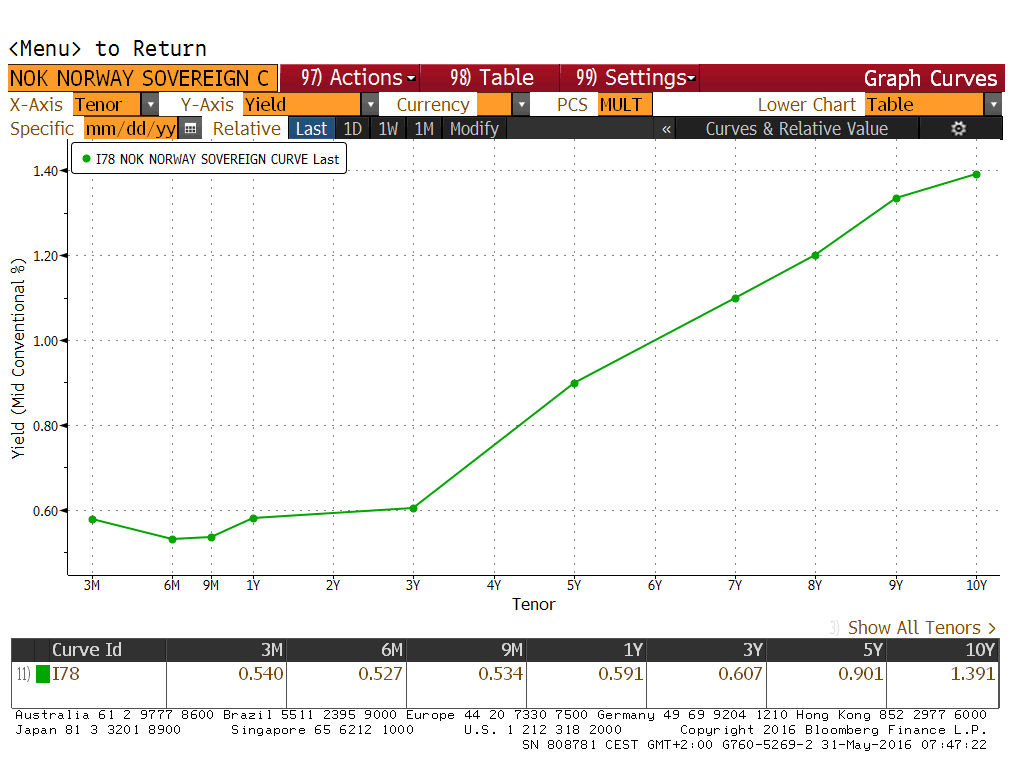 <Menu> to Return
NOK NORWAY SOVEREIGN C 97) Actions 98) Table 99) Settings Graph Curves
X-Axis Tenor Y-Axis Yield Currency PCS MULT Lower Chart Table
Specific mm/dd/yy Relative Last 1D 1W 1M Modify « Curves & Relative Value
I78 NOK NORWAY SOVEREIGN CURVE Last
1.40
1.20
1.00
0.80
0.60
Yield (Mid Conventional %)
3M 6M 9M 1Y 2Y 3Y 4Y 5Y 6Y 7Y 8Y 9Y 10Y
Tenor
3) Show All Tenors >
Curve Id 3M 6M 9M 1Y 3Y 5Y 10Y
11) I78 0.540 0.527 0.534 0.591 0.607 0.901 1.391
Australia 61 2 9777 8600 Brazil 5511 2395 9000 Europe 44 20 7330 7500 Germany 49 69 9204 1210 Hong Kong 852 2977 6000
Japan 81 3 3201 8900 Singapore 65 6212 1000 U.S. 1 212 318 2000 Copyright 2016 Bloomberg Finance L.P.
SN 808781 CEST GMT+2:00 G760-5269-2 31-May-2016 07:47:22